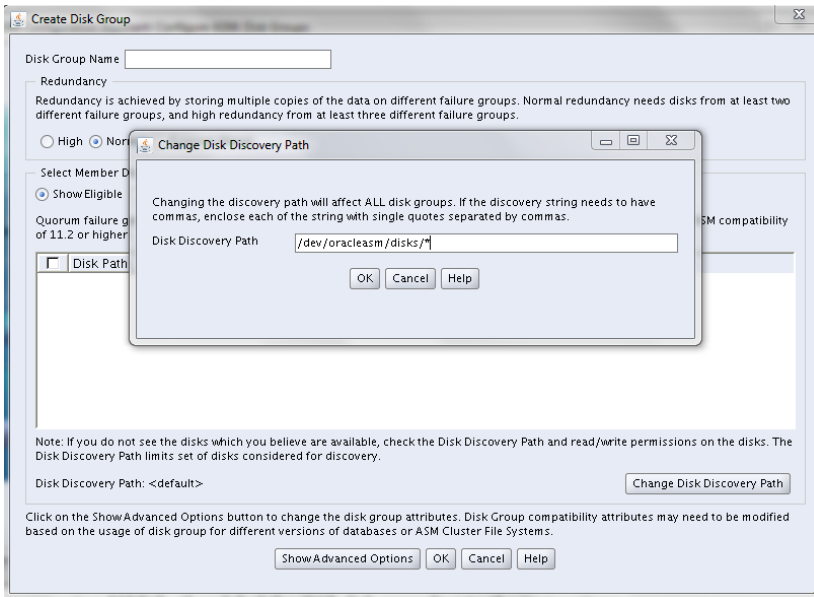 Create Disk Group
Disk Group Name
Redundancy
Redundancy is achieved by storing multiple copies of the data on different failure groups. Normal redundancy needs disks from at least two
different failure groups, and high redundancy from at least three different failure groups.
High
Change Disk Discovery Path
Select Member
Show Eligible
Changing the discovery path will affect ALL disk groups. If the discovery string needs to have
commas, enclose each of the string with single quotes separated by commas.
Quorum failure
SM compatibility
of 11.2 or higher
Disk Discovery Path
/dev/oracleasm/disks/*
Disk Path
OK
Cancel
Help
Note: If you do not see the disks which you believe are available, check the Disk Discovery Path and read/write permissions on the disks. The
Disk Discovery Path limits set of disks considered for discovery.
Disk Discovery Path: <default>
Change Disk Discovery Path
Click on the Show Advanced Options button to change the disk group attributes. Disk Group compatibility attributes may need to be modified
based on the usage of disk group for different versions of databases or ASM Cluster File Systems.
Show Advanced Options
OK
Cancel
Help